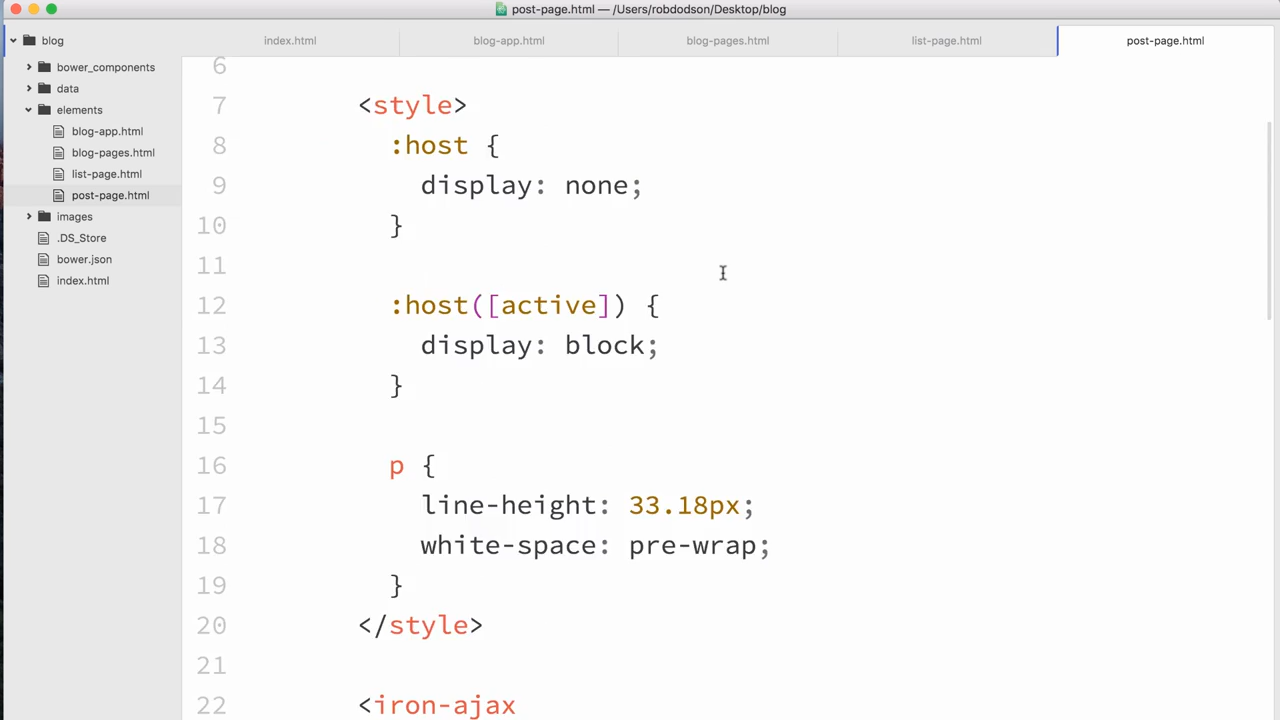 post-page.html — /Users/robdodson/Desktop/blog
blog
index.html
blog-app.html
blog-pages.html
list-page.html
post-page.html
bower_components
data
elements
blog-app.html
blog-pages.html
list-page.html
post-page.html
images
.DS_Store
bower.json
index.html
6
7 <style>
8 :host {
9 display: none;
10 }
11
12 :host([active]) {
13 display: block;
14 }
15
16 p {
17 line-height: 33.18px;
18 white-space: pre-wrap;
19 }
20 </style>
21
22 <iron-ajax